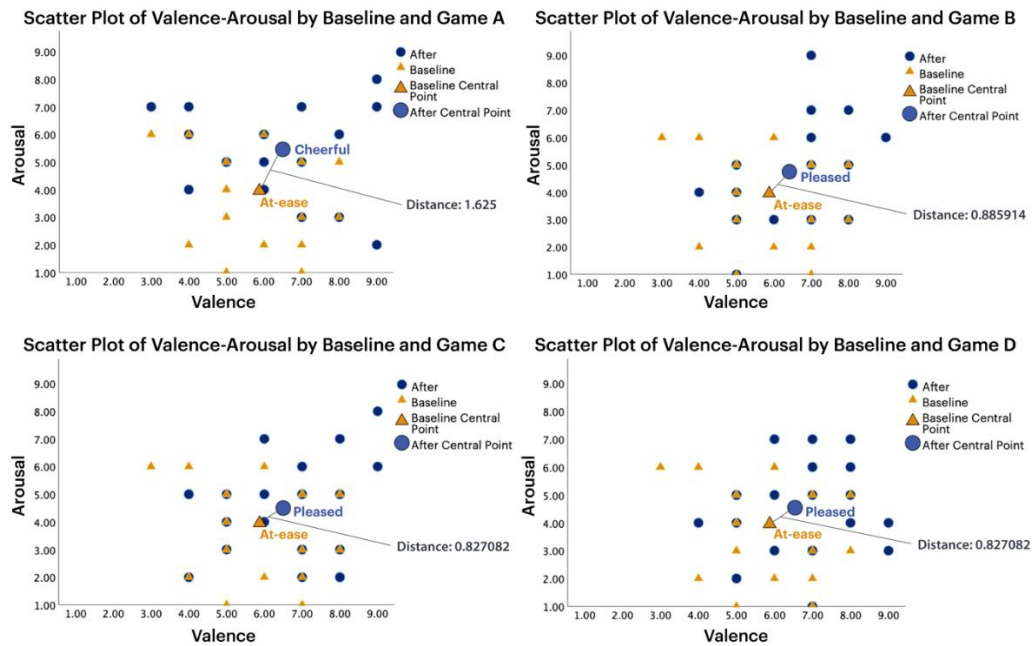 Scatter Plot of Valence-Arousal by Baseline and Game A
9.00
8.00
7.00
6.00
5.00
4.00
3.00
2.00
1.00
Arousal
After
Baseline
Baseline Central
Point
After Central Point
Cheerful
At-ease
Distance: 1.625
1.00 2.00 3.00 4.00 5.00 6.00 7.00 8.00 9.00
Valence
Scatter Plot of Valence-Arousal by Baseline and Game B
9.00
8.00
7.00
6.00
5.00
4.00
3.00
2.00
1.00
Arousal
After
Baseline
Baseline Central
Point
After Central Point
Pleased
At-ease
Distance: 0.885914
1.00 2.00 3.00 4.00 5.00 6.00 7.00 8.00 9.00
Valence
Scatter Plot of Valence-Arousal by Baseline and Game C
9.00
8.00
7.00
6.00
5.00
4.00
3.00
2.00
1.00
Arousal
After
Baseline
Baseline Central
Point
After Central Point
Pleased
At-ease
Distance: 0.827082
1.00 2.00 3.00 4.00 5.00 6.00 7.00 8.00 9.00
Valence
Scatter Plot of Valence-Arousal by Baseline and Game D
9.00
8.00
7.00
6.00
5.00
4.00
3.00
2.00
1.00
Arousal
After
Baseline
Baseline Central
Point
After Central Point
Pleased
At-ease
Distance: 0.827082
1.00 2.00 3.00 4.00 5.00 6.00 7.00 8.00 9.00
Valence